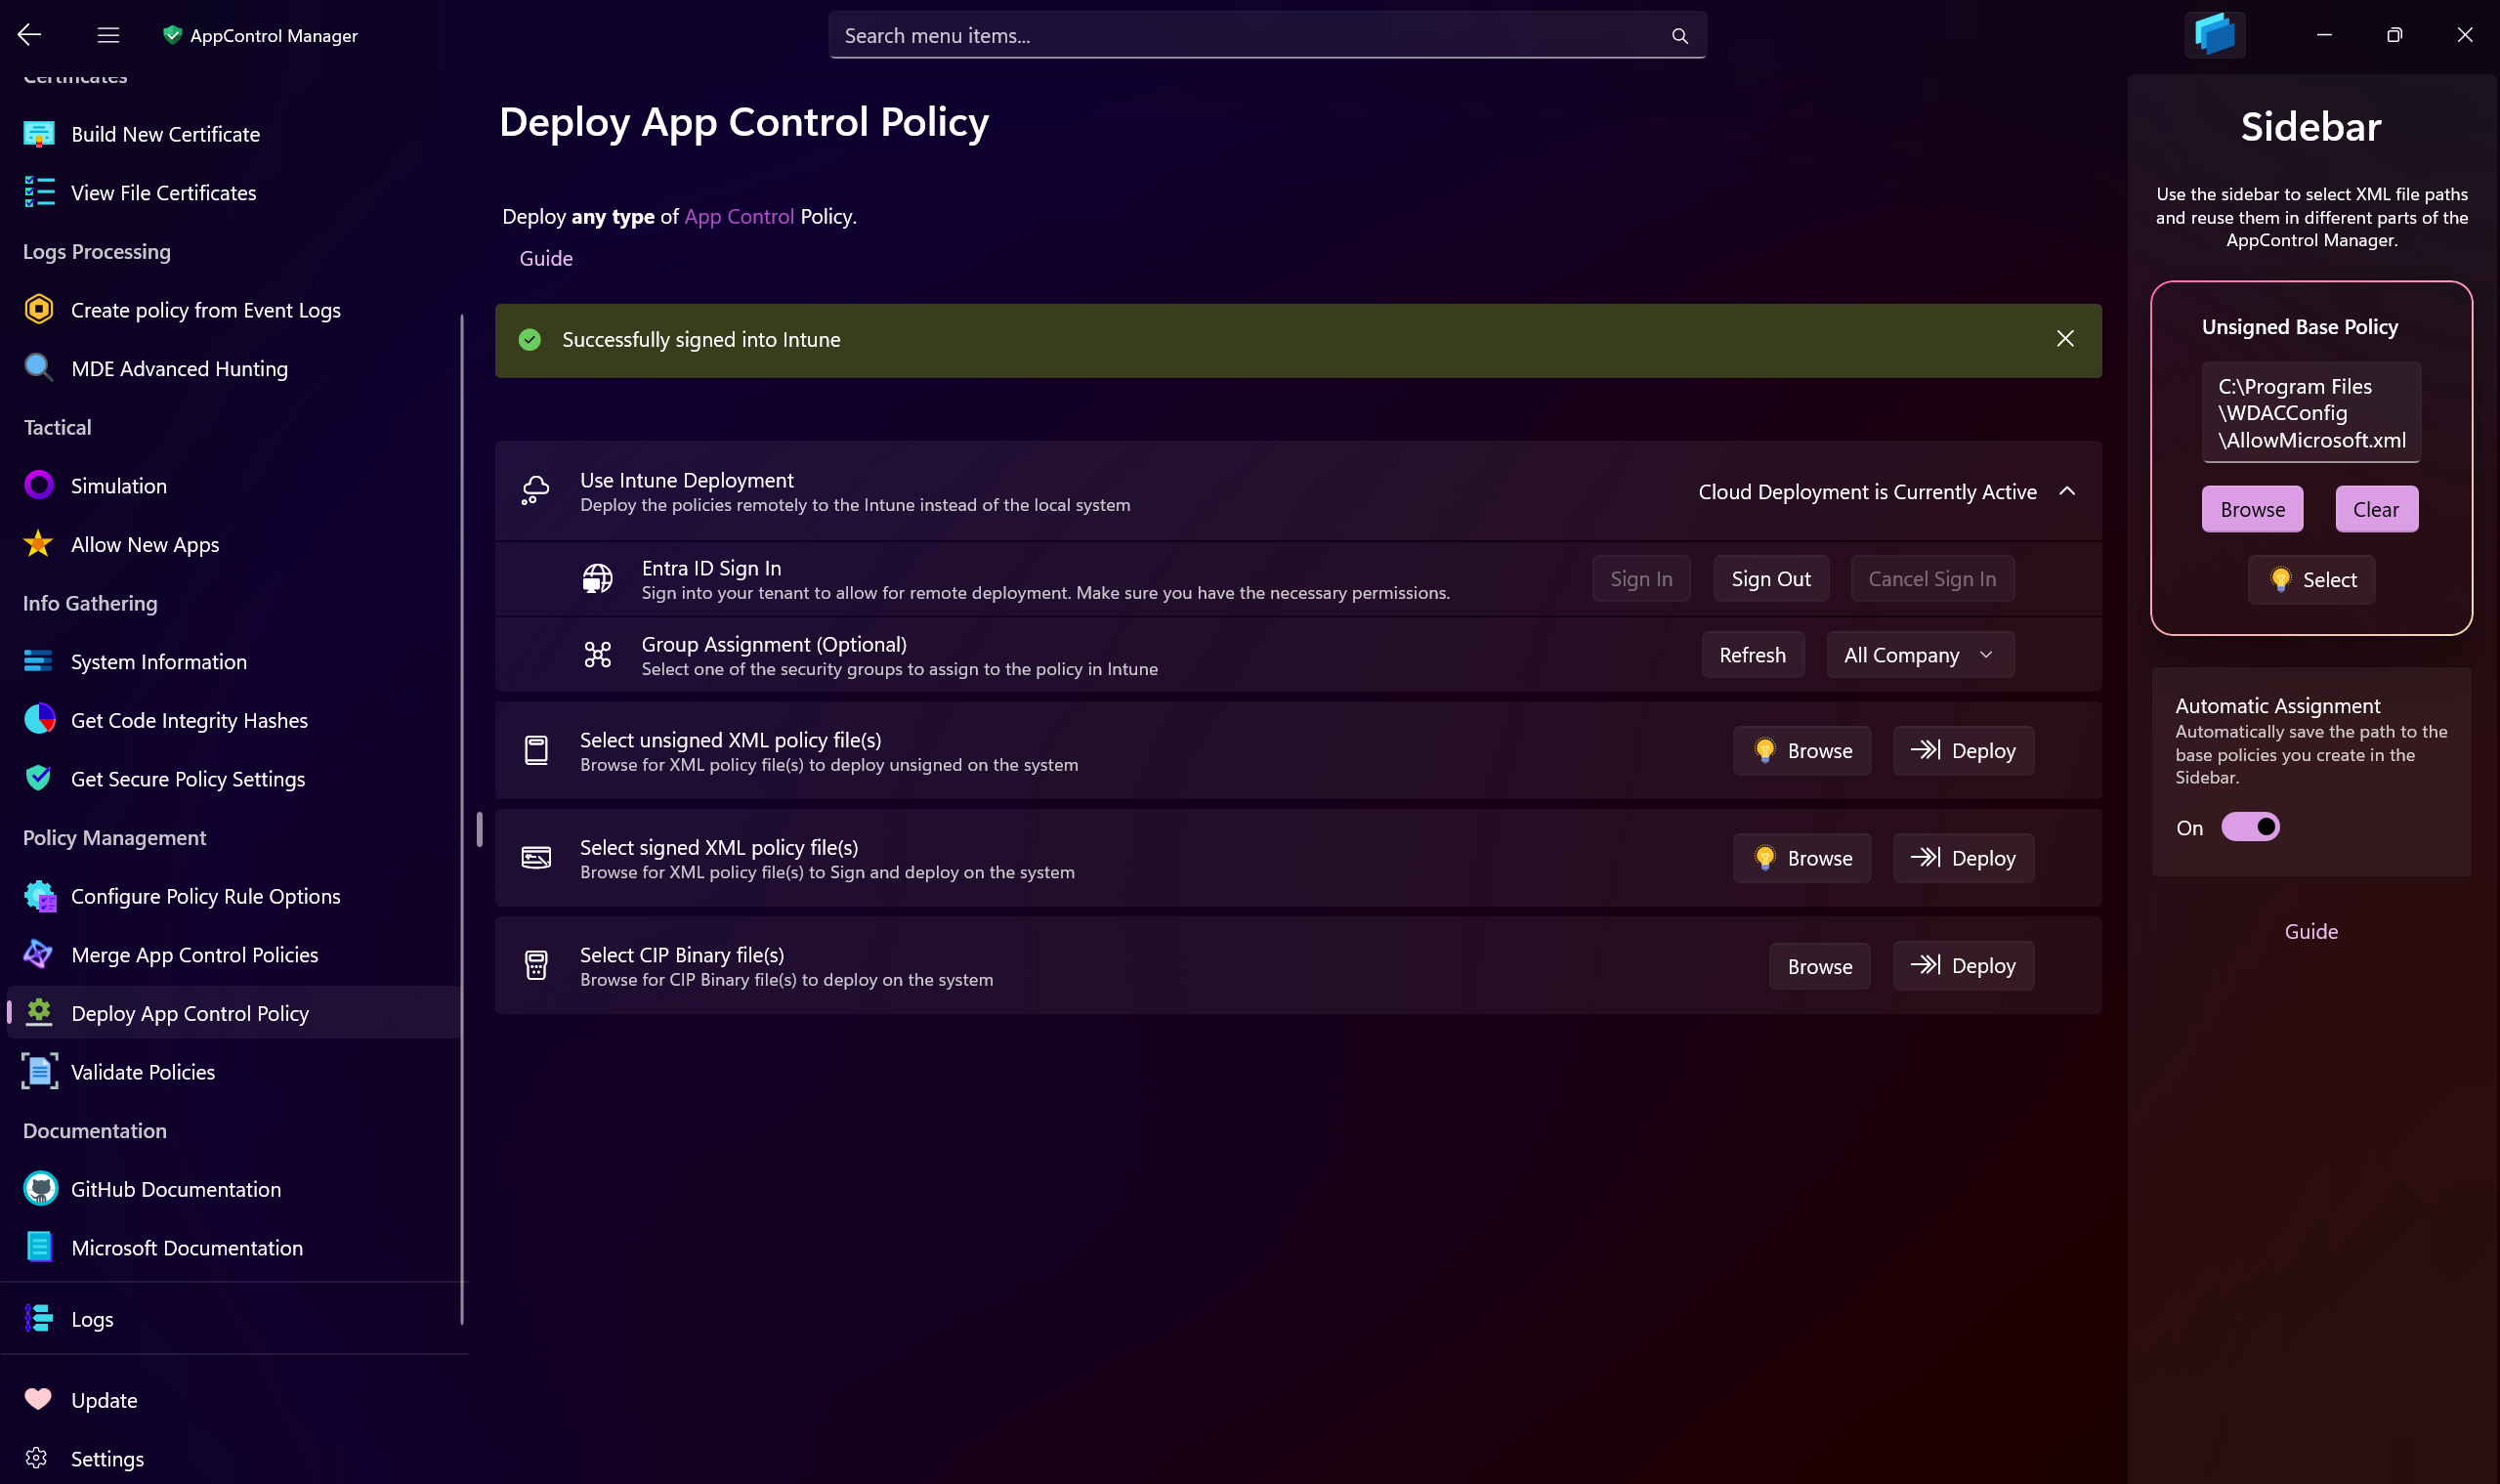 AppControl Manager
Search menu items...
Certificates
Build New Certificate
View File Certificates
Logs Processing
Create policy from Event Logs
MDE Advanced Hunting
Tactical
Simulation
Allow New Apps
Info Gathering
System Information
Get Code Integrity Hashes
Get Secure Policy Settings
Policy Management
Configure Policy Rule Options
Merge App Control Policies
Deploy App Control Policy
Validate Policies
Documentation
GitHub Documentation
Microsoft Documentation
Logs
Update
Settings
Deploy App Control Policy
Deploy any type of App Control Policy.
Guide
Successfully signed into Intune
Use Intune Deployment
Deploy the policies remotely to the Intune instead of the local system
Cloud Deployment is Currently Active
Entra ID Sign In
Sign into your tenant to allow for remote deployment. Make sure you have the necessary permissions.
Sign In
Sign Out
Cancel Sign In
Group Assignment (Optional)
Select one of the security groups to assign to the policy in Intune
Refresh
All Company
Select unsigned XML policy file(s)
Browse for XML policy file(s) to deploy unsigned on the system
Browse
Deploy
Select signed XML policy file(s)
Browse for XML policy file(s) to Sign and deploy on the system
Browse
Deploy
Select CIP Binary file(s)
Browse for CIP Binary file(s) to deploy on the system
Browse
Deploy
Sidebar
Use the sidebar to select XML file paths
and reuse them in different parts of the
AppControl Manager.
Unsigned Base Policy
C:\Program Files
\WDACConfig
\AllowMicrosoft.xml
Browse
Clear
Select
Automatic Assignment
Automatically save the path to the
base policies you create in the
Sidebar.
On
Guide